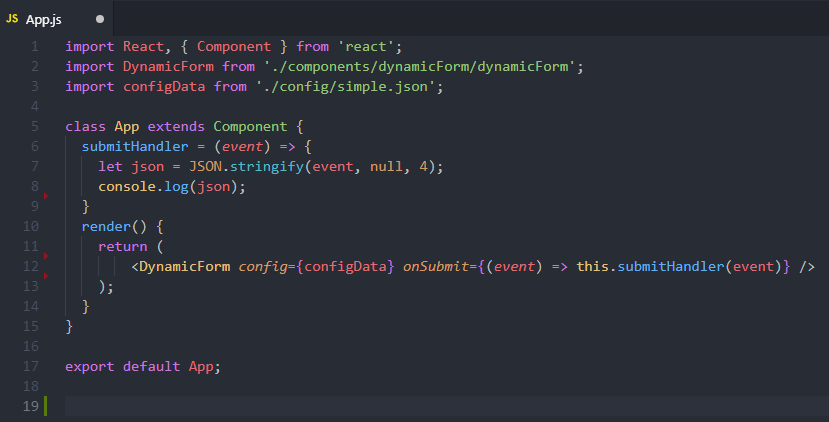 JS App.js
1 import React, { Component } from 'react';
2 import DynamicForm from './components/dynamicForm/dynamicForm';
3 import configData from './config/simple.json';
4
5 class App extends Component {
6   submitHandler = (event) => {
7     let json = JSON.stringify(event, null, 4);
8     console.log(json);
9   }
10   render() {
11     return (
12         <DynamicForm config={configData} onSubmit={(event) => this.submitHandler(event)} />
13     );
14   }
15 }
16
17 export default App;
18
19